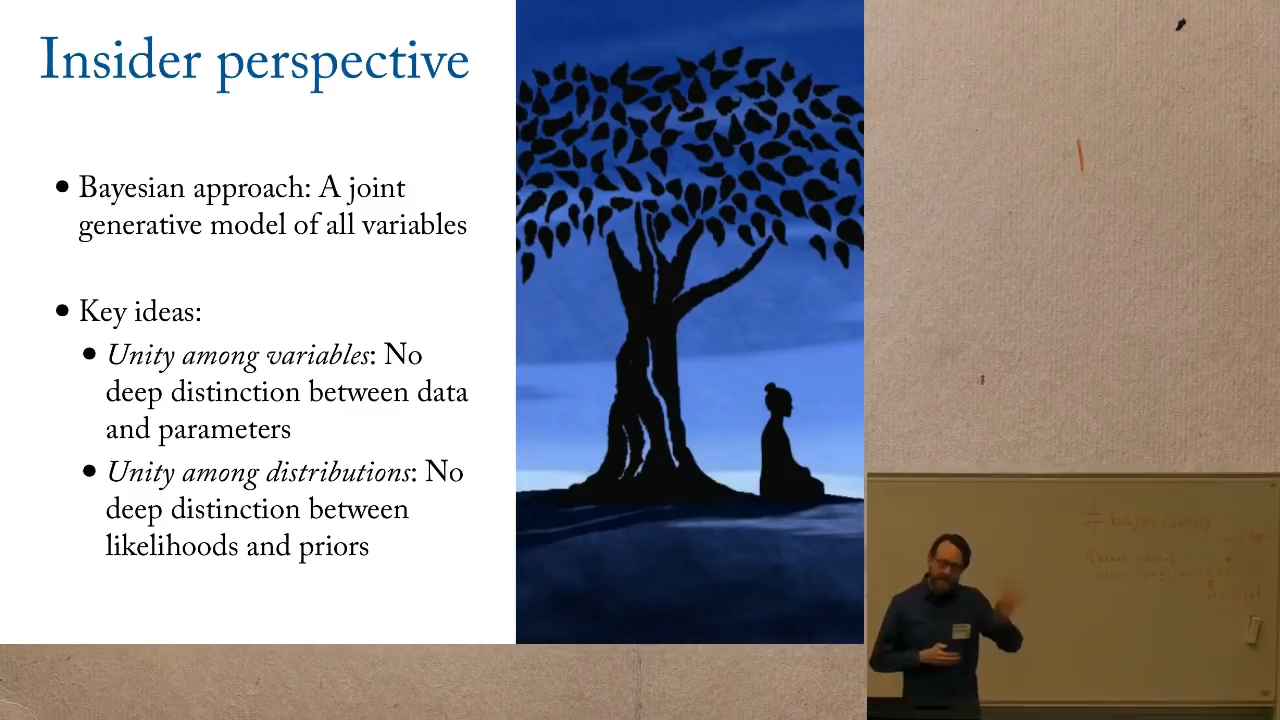 Insider perspective
• Bayesian approach: A joint
generative model of all variables
• Key ideas:
• Unity among variables: No
deep distinction between data
and parameters
• Unity among distributions: No
deep distinction between
likelihoods and priors